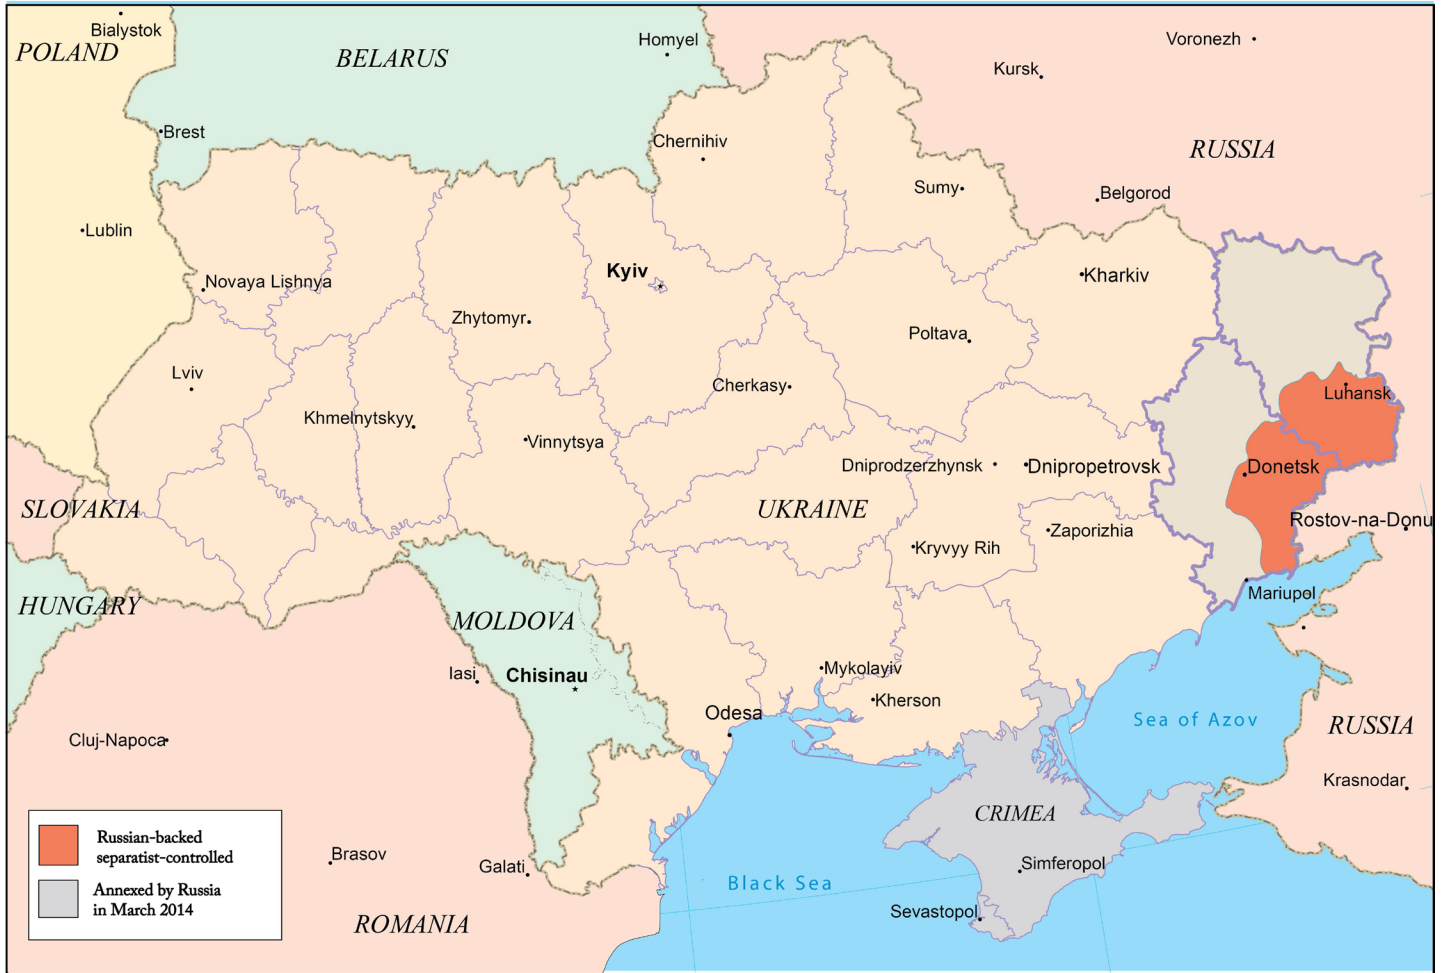 Bialystok
POLAND
BELARUS
Homyel
Voronezh
Kursk
Brest
Chernihiv
RUSSIA
Sumy
Belgorod
Lublin
Novaya Lishnya
Kyiv
Kharkiv
Zhytomyr
Poltava
Lviv
Cherkasy
Luhansk
Khmelnytskyy
Vinnytsya
Dniprodzerzhynsk
Dnipropetrovsk
Donetsk
SLOVAKIA
UKRAINE
Rostov-na-Donu
Zaporizhia
Kryvyy Rih
HUNGARY
Mariupol
MOLDOVA
Iasi
Chisinau
Mykolayiv
Kherson
Odesa
Sea of Azov
RUSSIA
Cluj-Napoca
Krasnodar
CRIMEA
Russian-backed
separatist-controlled
Brasov
Galati
Simferopol
Black Sea
Annexed by Russia
in March 2014
Sevastopol
ROMANIA